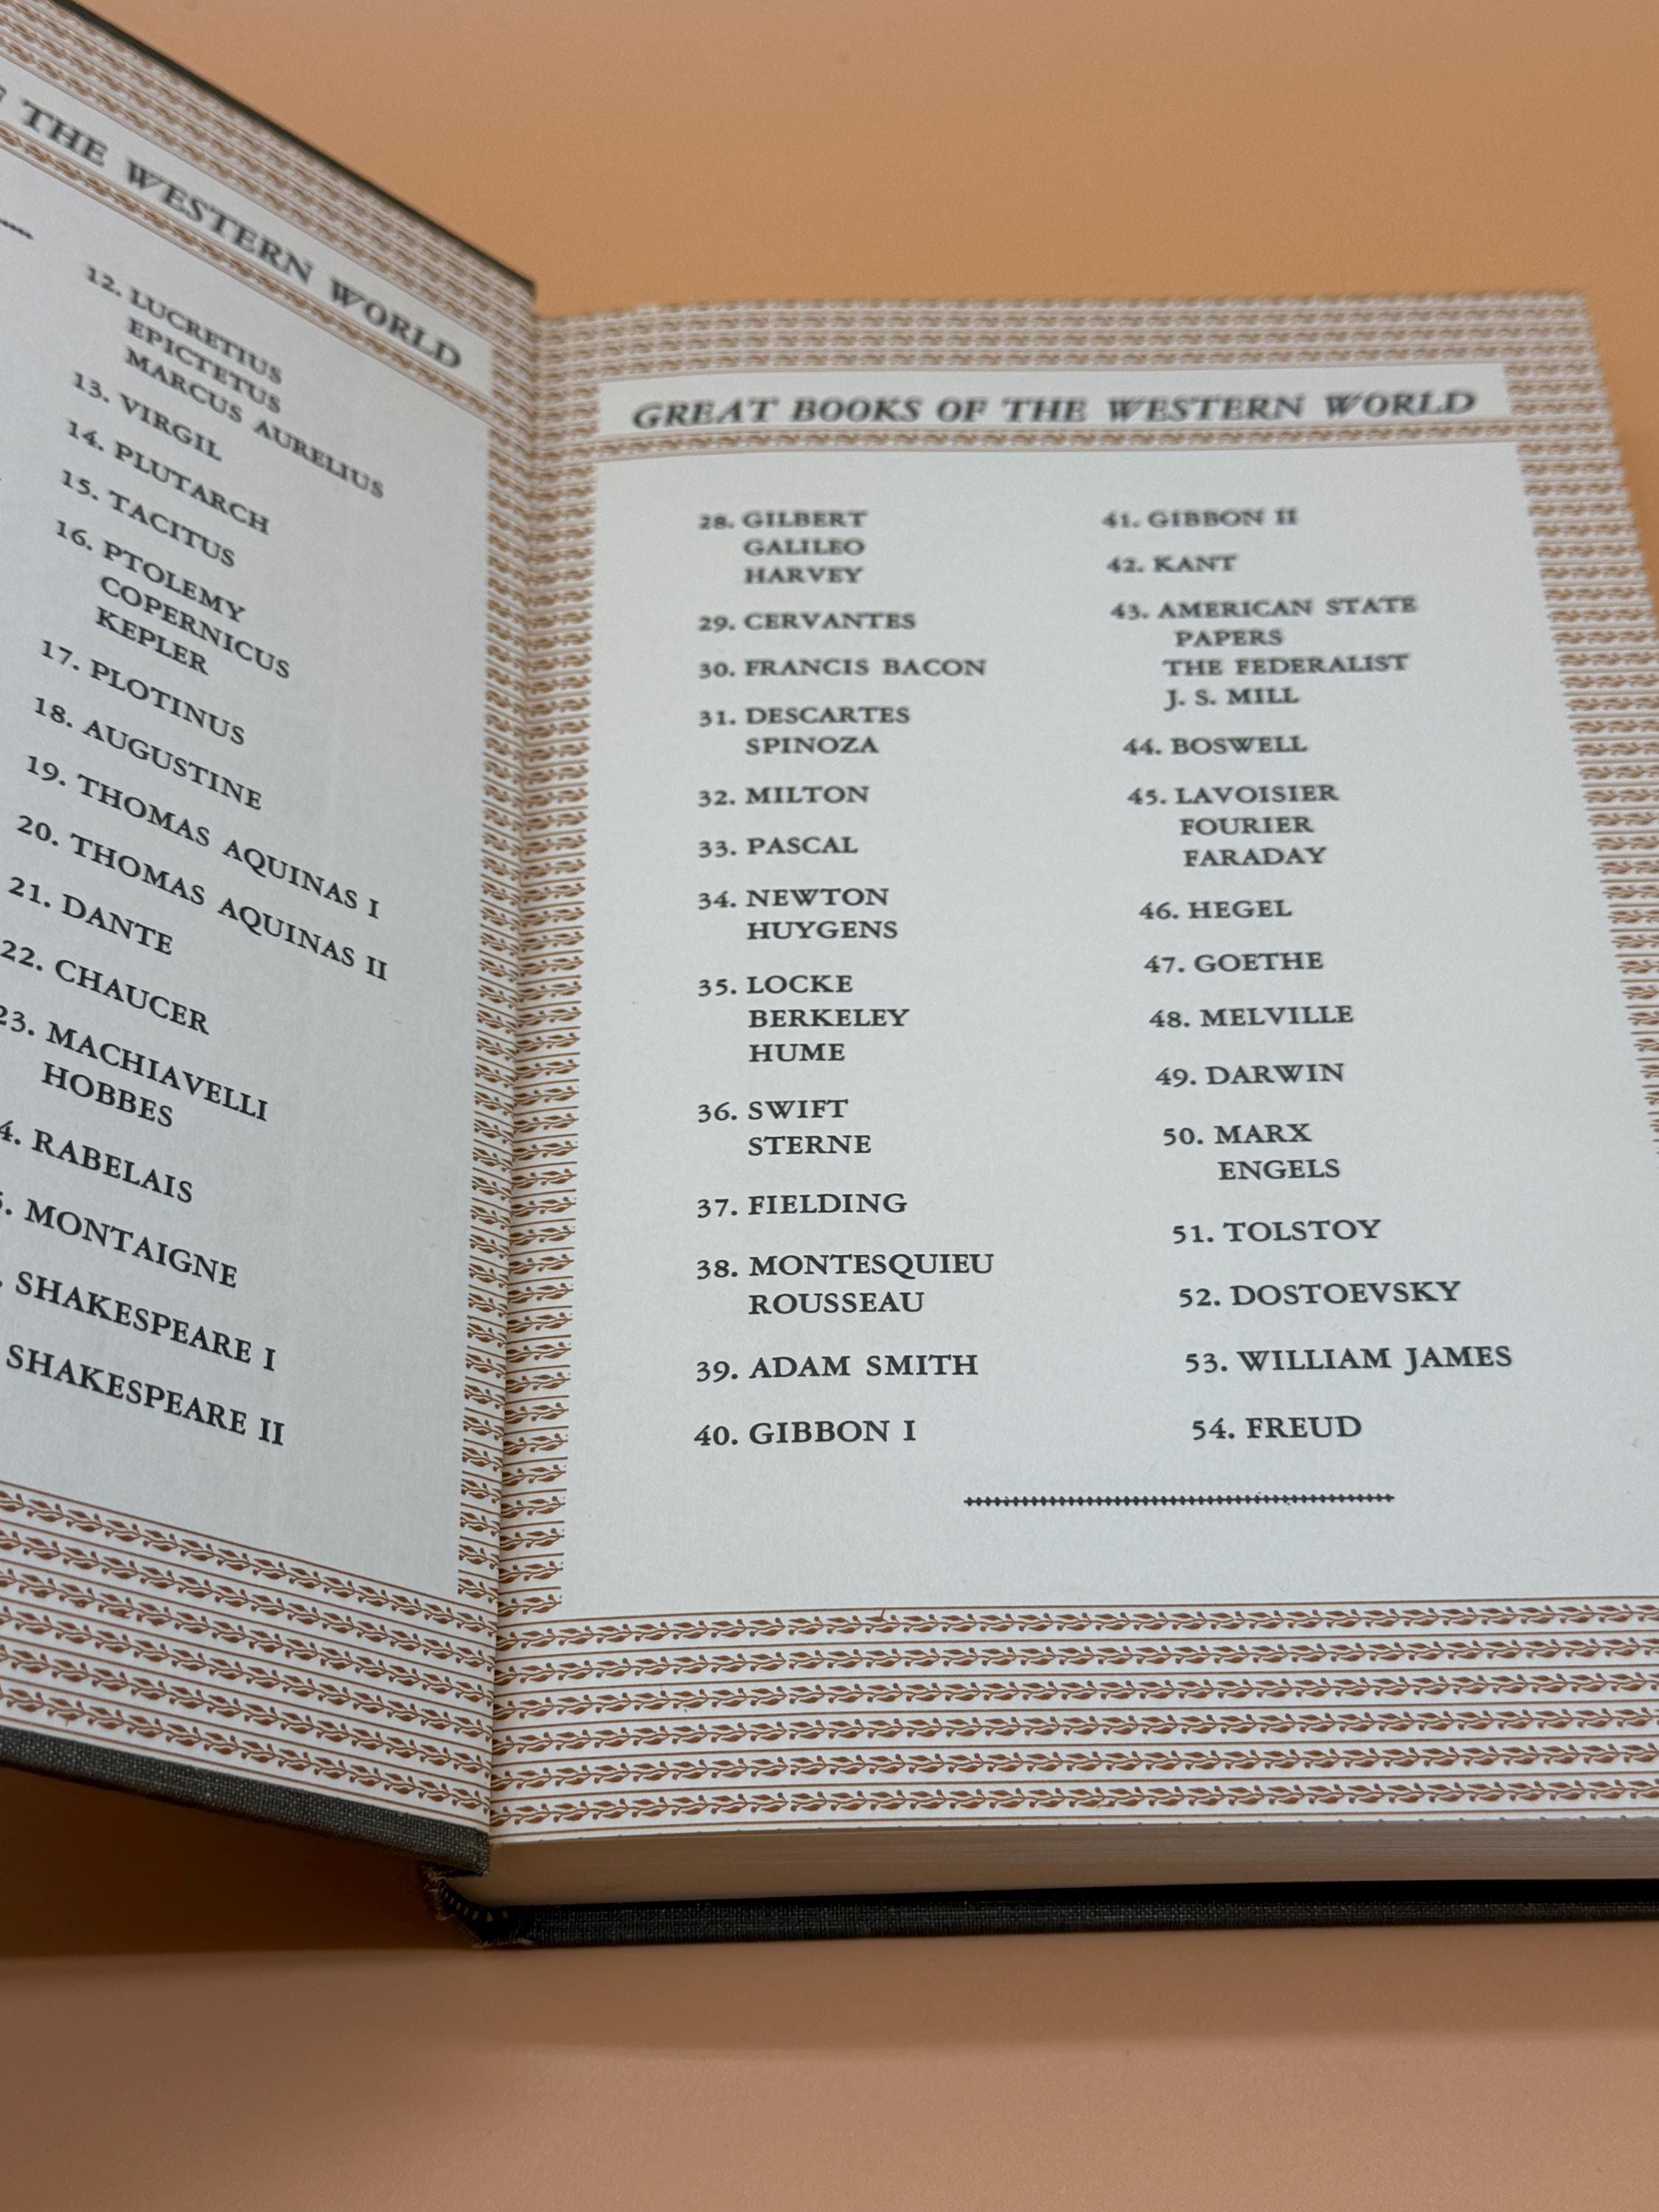 THE WESTERN WORLD
12. LUCRETIUS
EPICTETUS
MARCUS AURELIUS
13. VIRGIL
14. PLUTARCH
15. TACITUS
16. PTOLEMY
COPERNICUS
KEPLER
17. PLOTINUS
18. AUGUSTINE
19. THOMAS AQUINAS I
20. THOMAS AQUINAS II
21. DANTE
22. CHAUCER
23. MACHIAVELLI
HOBBES
4. RABELAIS
. MONTAIGNE
. SHAKESPEARE I
SHAKESPEARE II
GREAT BOOKS OF THE WESTERN WORLD
28. GILBERT
GALILEO
HARVEY
29. CERVANTES
30. FRANCIS BACON
31. DESCARTES
SPINOZA
32. MILTON
33. PASCAL
34. NEWTON
HUYGENS
35. LOCKE
BERKELEY
HUME
36. SWIFT
STERNE
37. FIELDING
38. MONTESQUIEU
ROUSSEAU
39. ADAM SMITH
40. GIBBON I
41. GIBBON II
42. KANT
43. AMERICAN STATE
PAPERS
THE FEDERALIST
J. S. MILL
44. BOSWELL
45. LAVOISIER
FOURIER
FARADAY
46. HEGEL
47. GOETHE
48. MELVILLE
49. DARWIN
50. MARX
ENGELS
51. TOLSTOY
52. DOSTOEVSKY
53. WILLIAM JAMES
54. FREUD